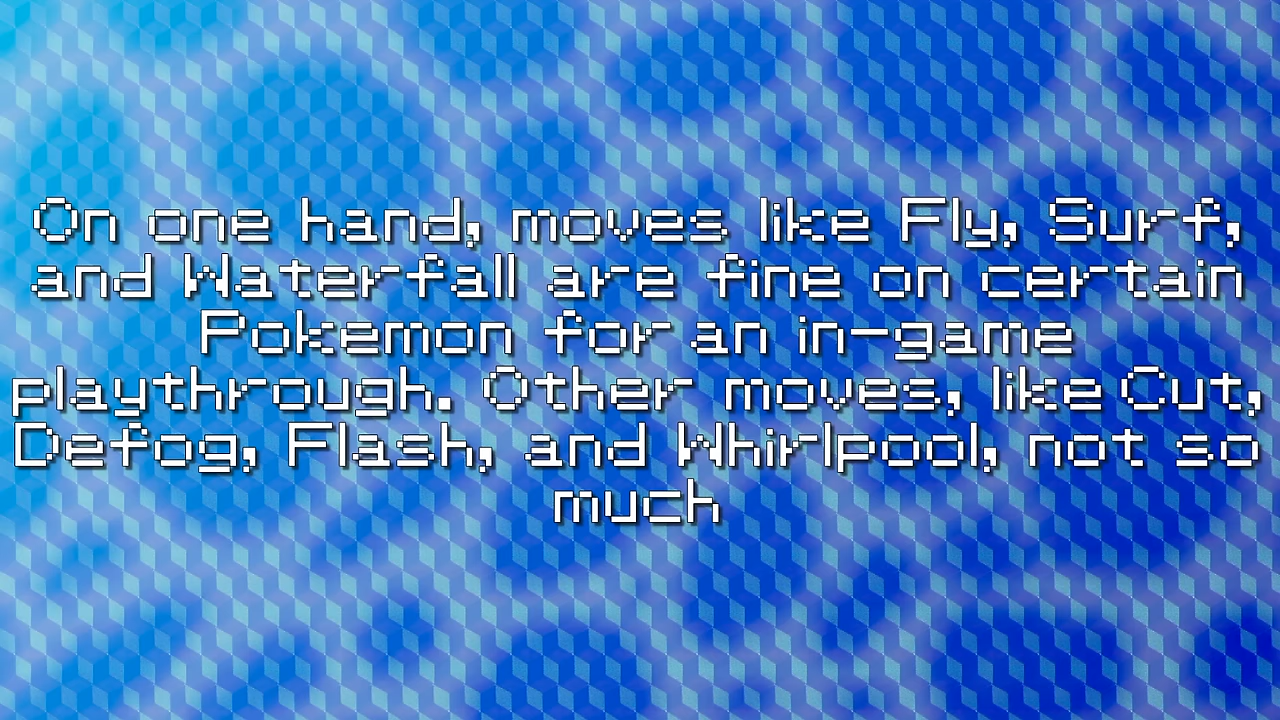 On one hand, moves like Fly, Surf,
and Waterfall are fine on certain
Pokemon for an in-game
playthrough. Other moves, like Cut,
Defog, Flash, and Whirlpool, not so
much